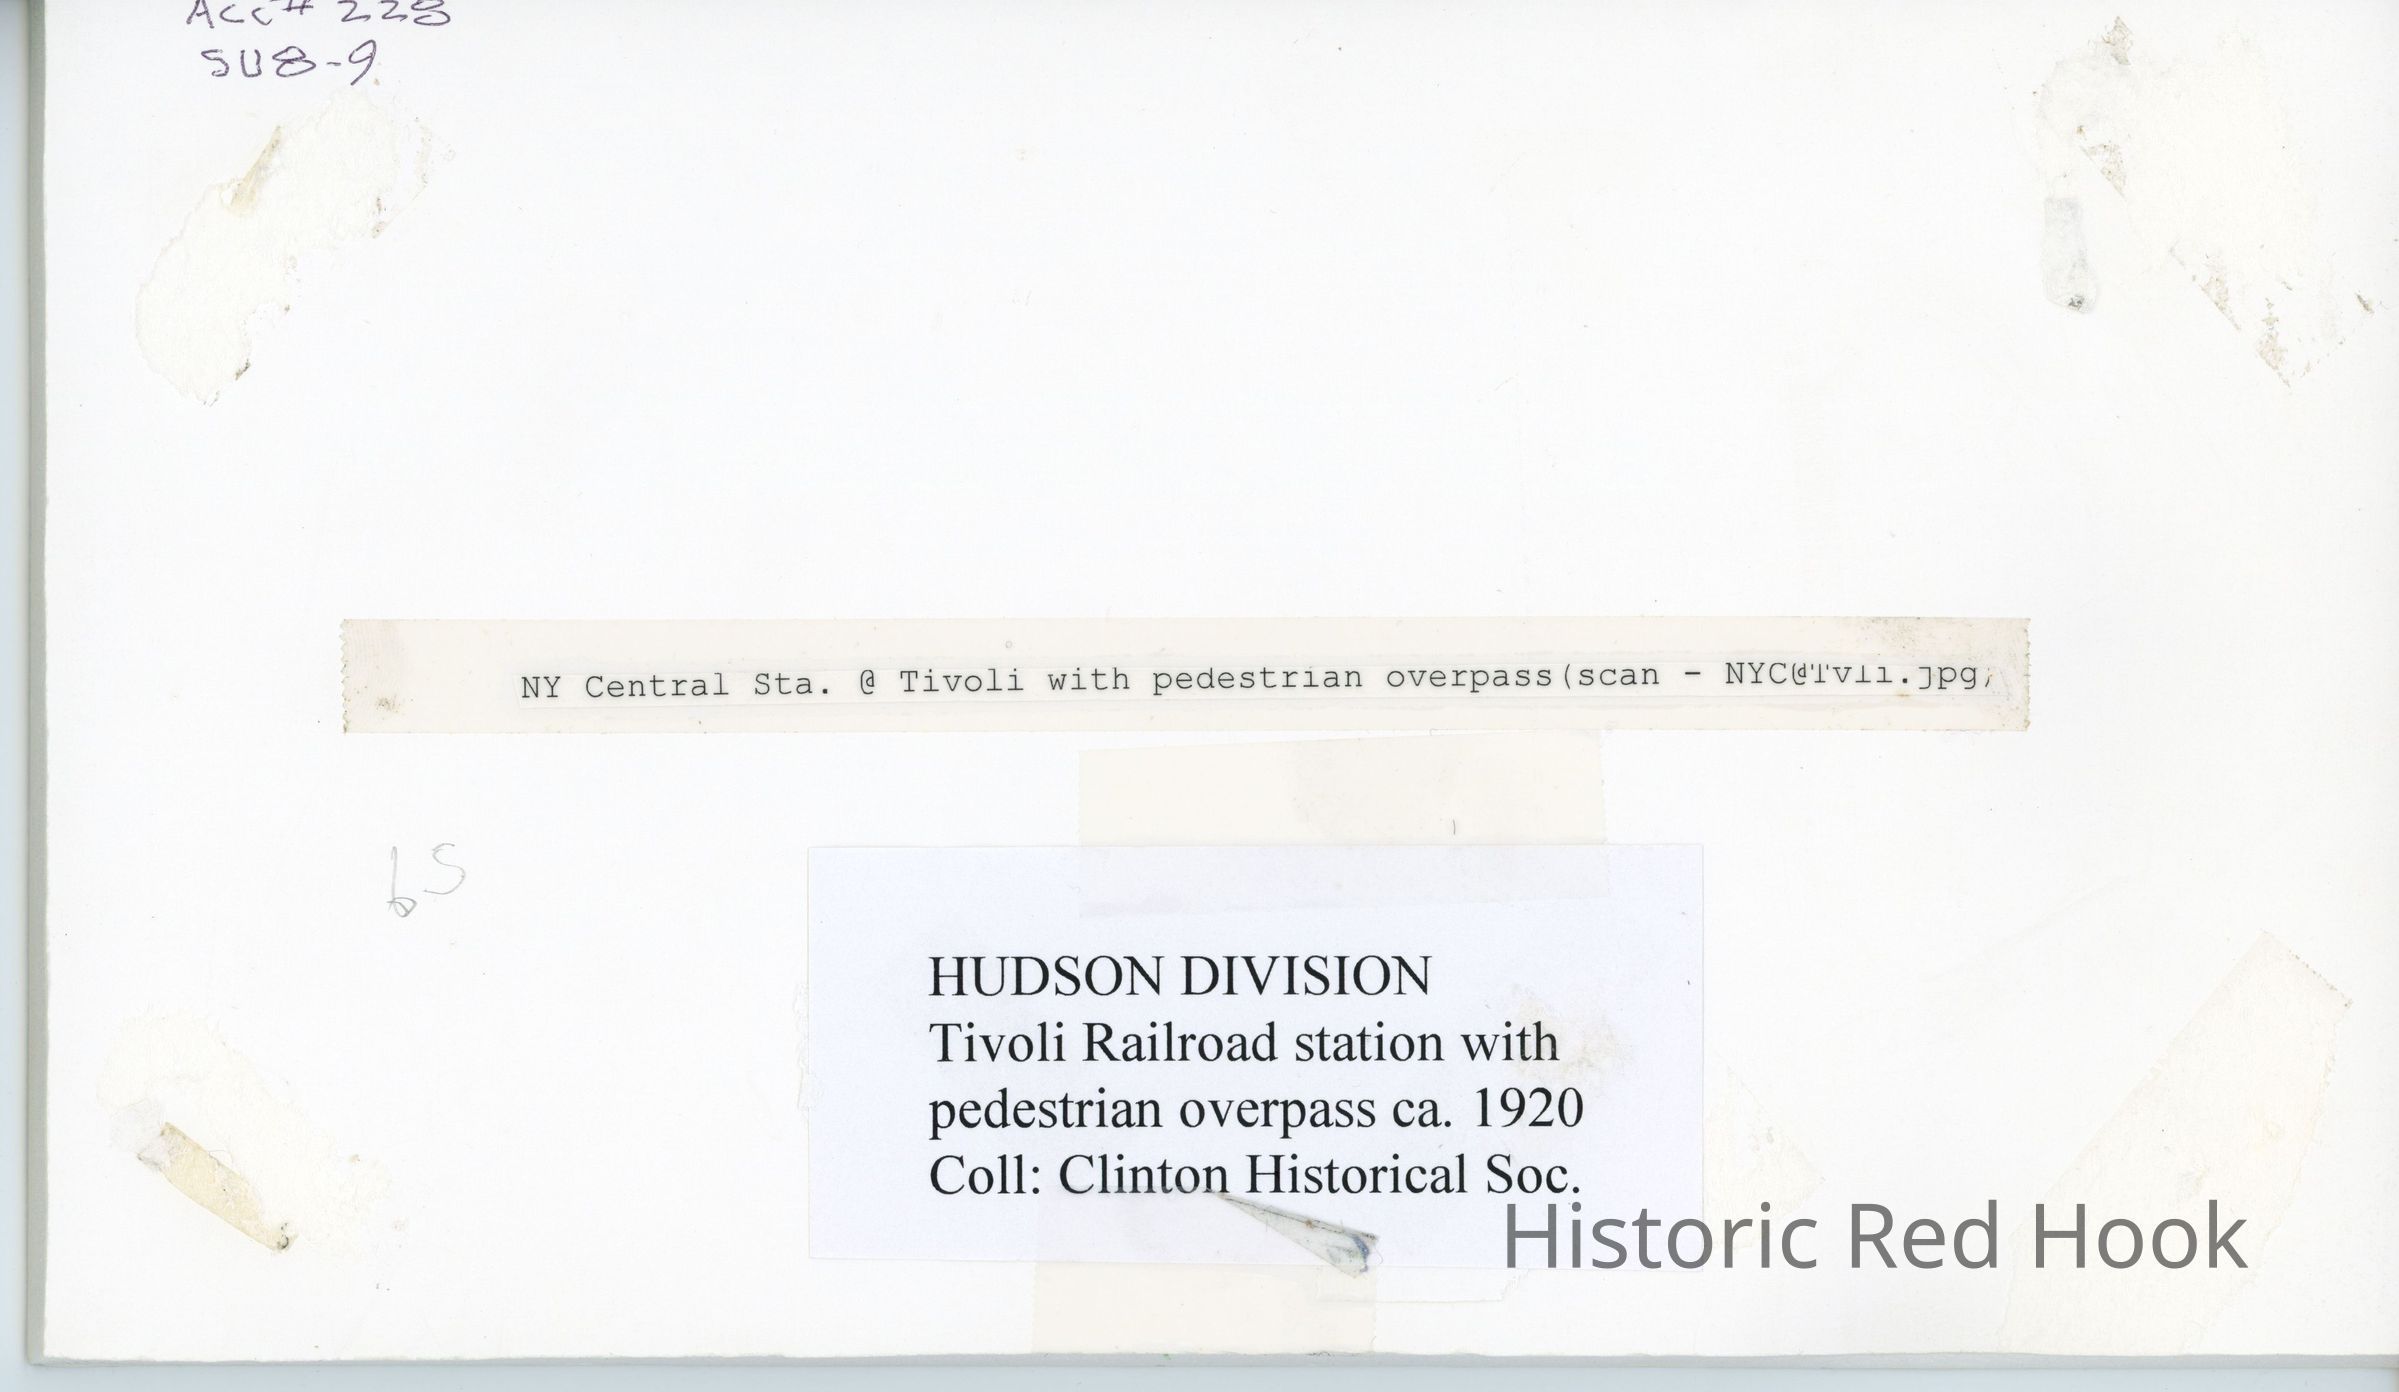 Acc# 228
SU8-9
NY Central Sta. @ Tivoli with pedestrian overpass(scan - NYC@Tvli.jpg
65
HUDSON DIVISION
Tivoli Railroad station with
pedestrian overpass ca. 1920
Coll: Clinton Historical Soc.
Historic Red Hook